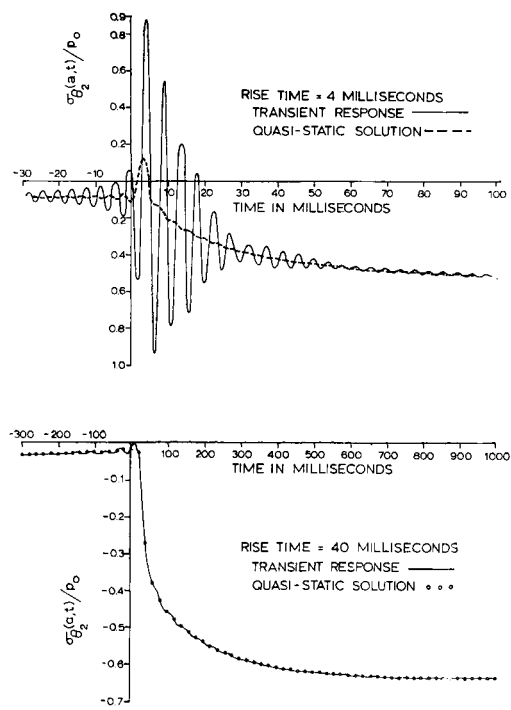 0.9
0.8
0.4
0.2
σθ₂(a,t)/p₀
RISE TIME = 4 MILLISECONDS
TRANSIENT RESPONSE
QUASI-STATIC SOLUTION
-30 -20 -10 10 20 30 40 50 60 70 80 90 100
TIME IN MILLISECONDS
0.2
0.4
0.6
0.8
1.0
-300 -200 -100 100 200 300 400 500 600 700 800 900 1000
TIME IN MILLISECONDS
-0.1
-0.2
-0.3
-0.4
-0.5
-0.6
-0.7
σθ₂(a,t)/p₀
RISE TIME = 40 MILLISECONDS
TRANSIENT RESPONSE
QUASI-STATIC SOLUTION